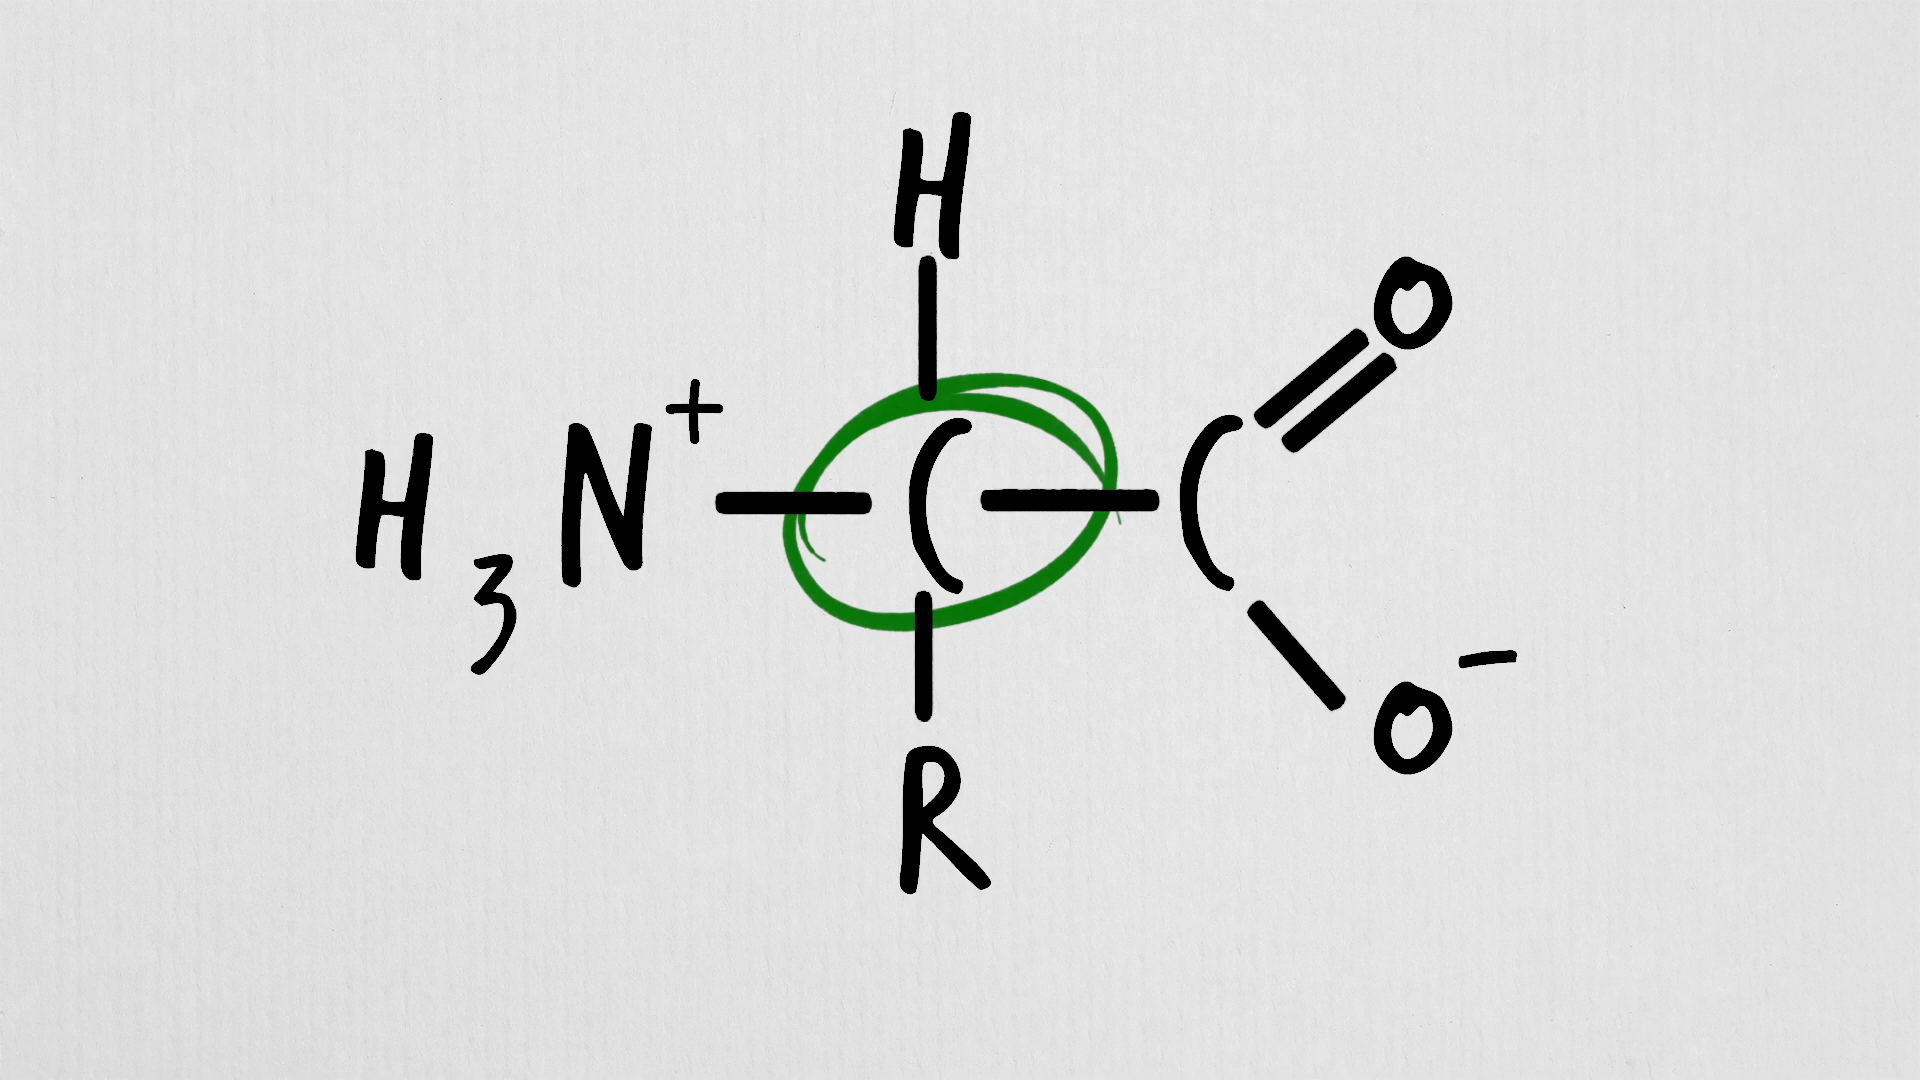 H
O
H₃N⁺ — C — C
O⁻
R